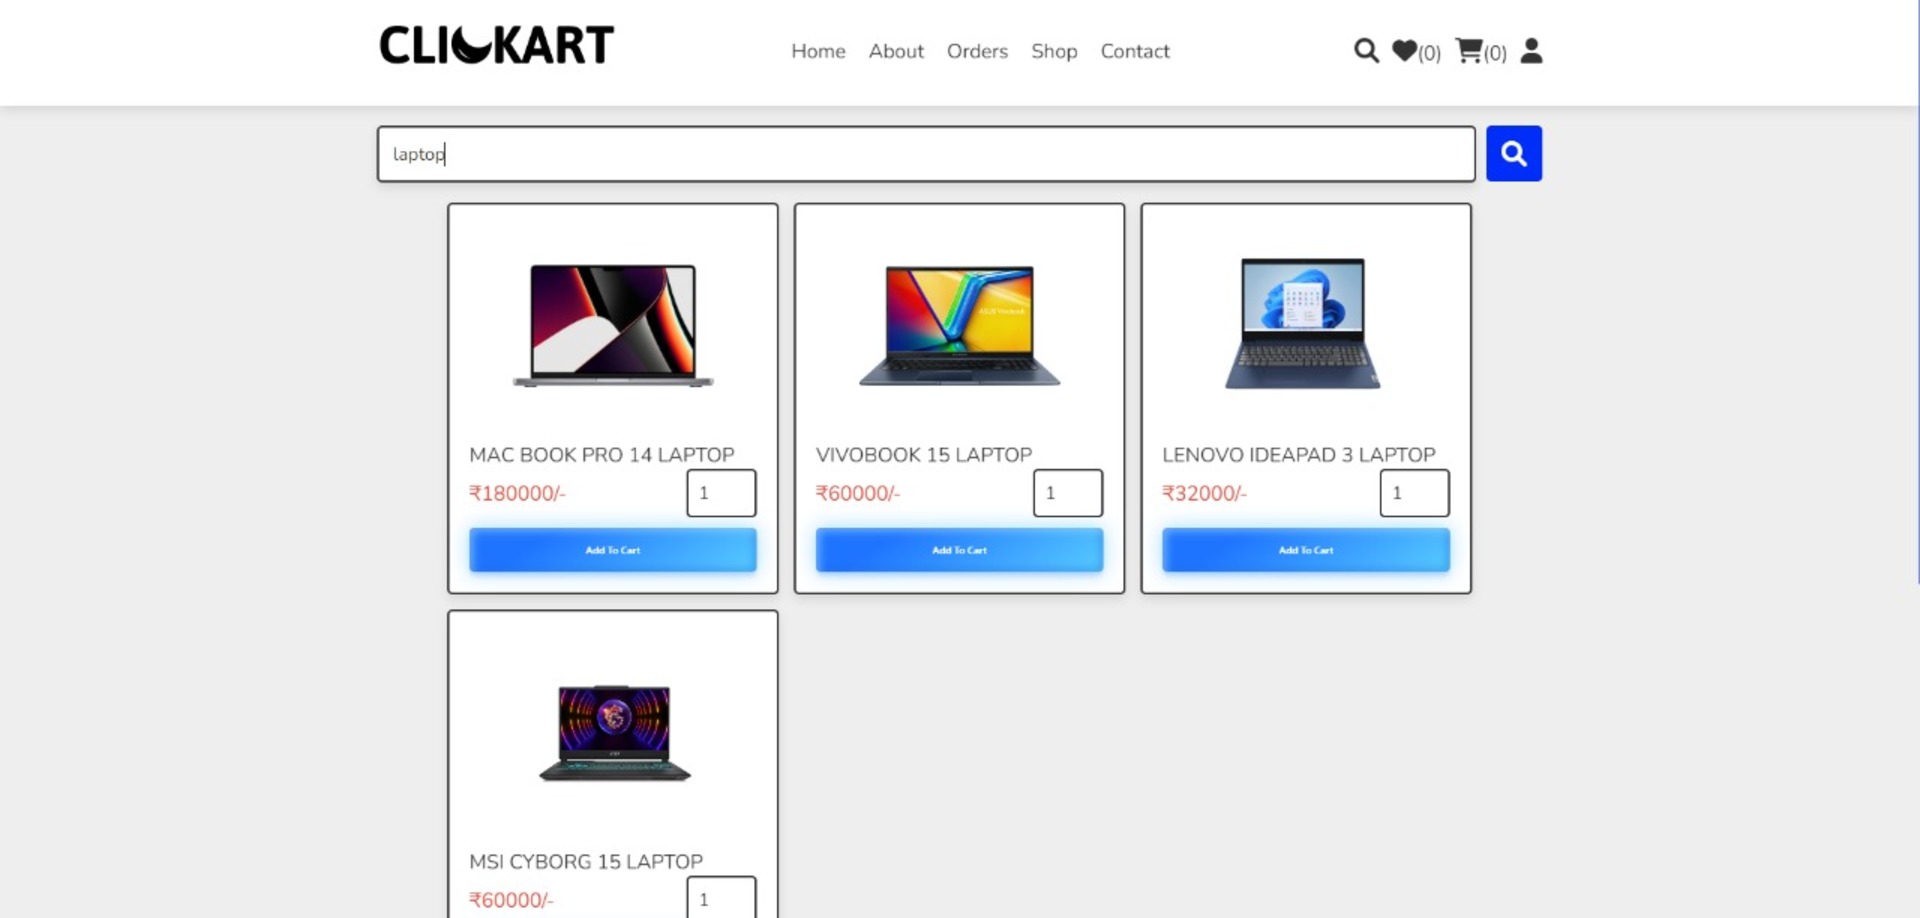 CLICKART
Home About Orders Shop Contact
(0) (0)
laptop
ASUS Vivobook
MAC BOOK PRO 14 LAPTOP
₹180000/-
1
Add To Cart
VIVOBOOK 15 LAPTOP
₹60000/-
1
Add To Cart
LENOVO IDEAPAD 3 LAPTOP
₹32000/-
1
Add To Cart
MSI CYBORG 15 LAPTOP
₹60000/-
1